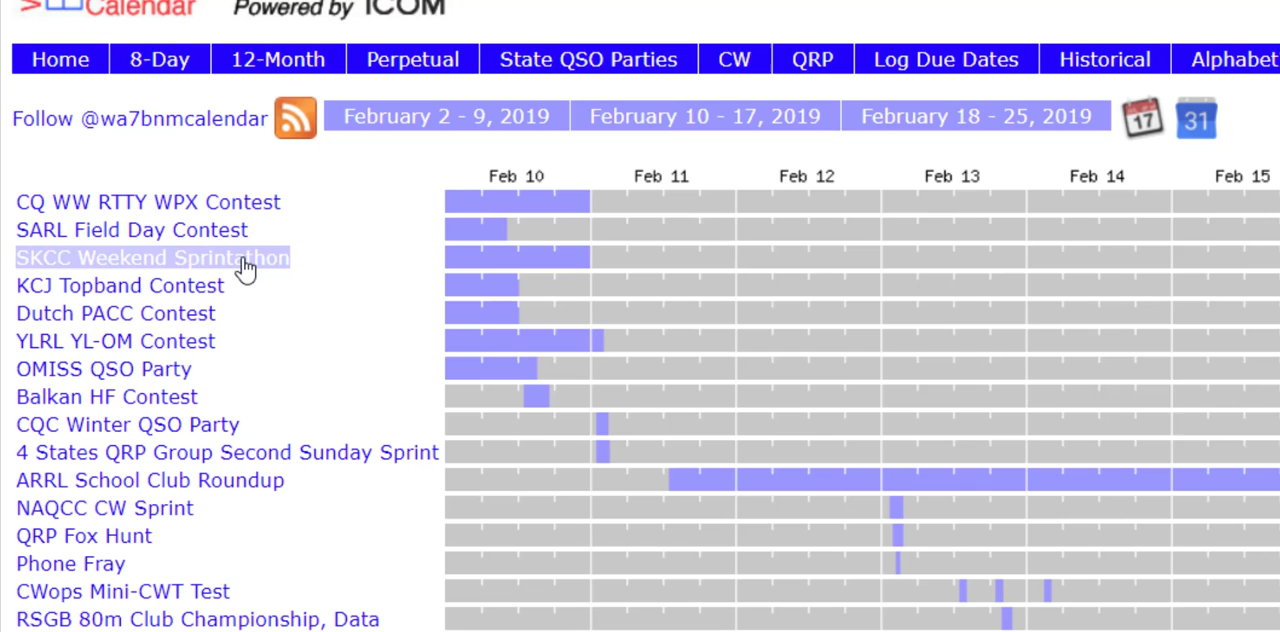 Calendar Powered by ICOM
Home 8-Day 12-Month Perpetual State QSO Parties CW QRP Log Due Dates Historical Alphabet
Follow @wa7bnmcalendar February 2 - 9, 2019 February 10 - 17, 2019 February 18 - 25, 2019 17 31
Feb 10 Feb 11 Feb 12 Feb 13 Feb 14 Feb 15
CQ WW RTTY WPX Contest
SARL Field Day Contest
SKCC Weekend Sprintathon
KCJ Topband Contest
Dutch PACC Contest
YLRL YL-OM Contest
OMISS QSO Party
Balkan HF Contest
CQC Winter QSO Party
4 States QRP Group Second Sunday Sprint
ARRL School Club Roundup
NAQCC CW Sprint
QRP Fox Hunt
Phone Fray
CWops Mini-CWT Test
RSGB 80m Club Championship, Data